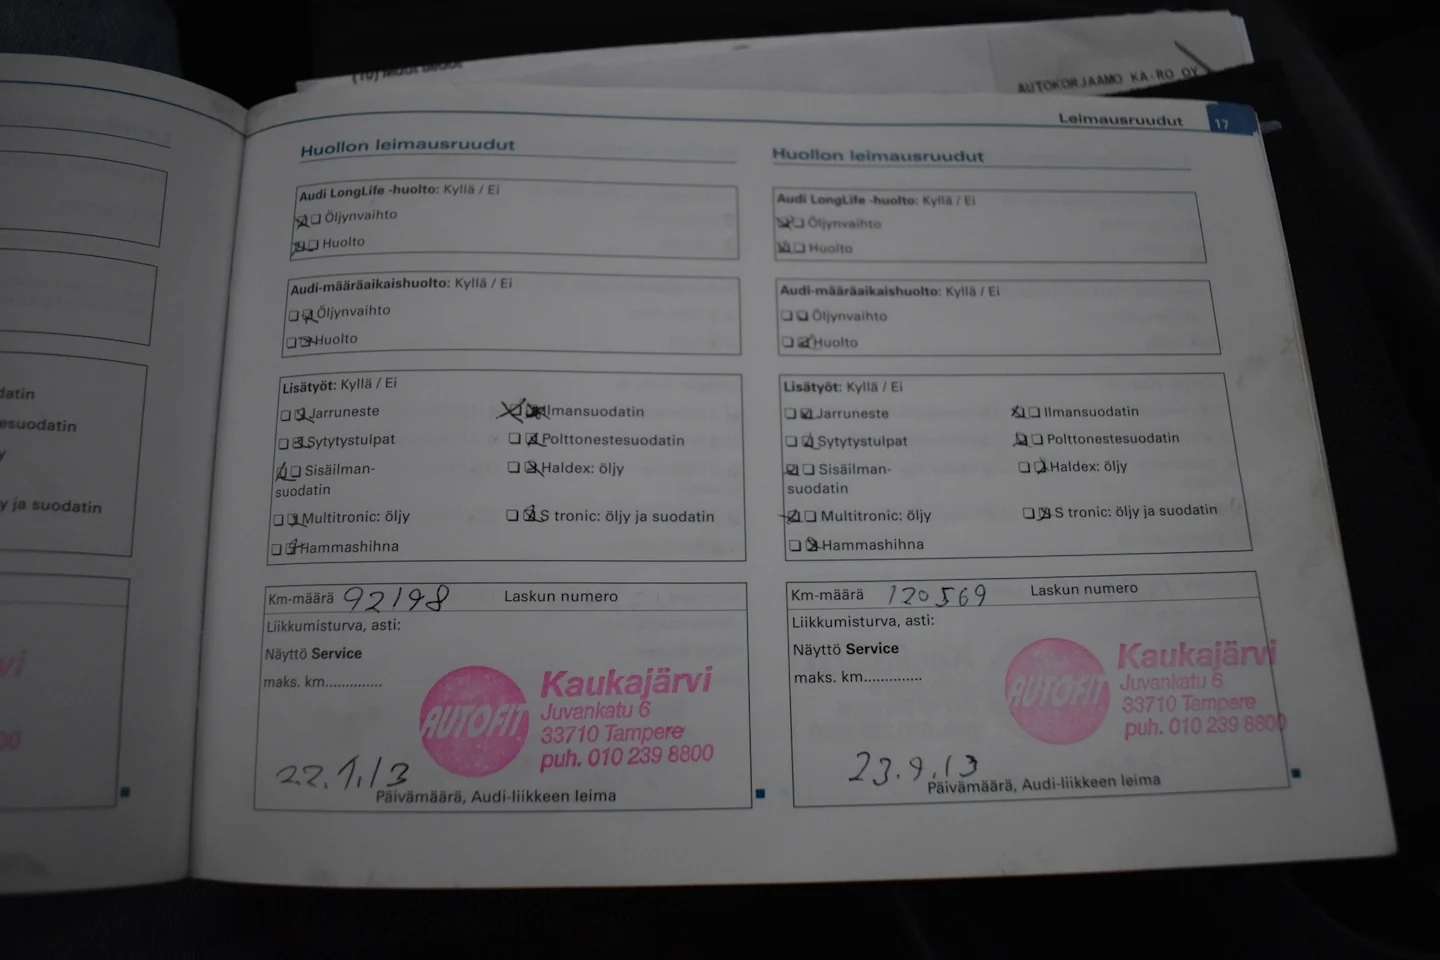 AUTOKORJAAMO KA-RO OY
Leimausruudut 17
Huollon leimausruudut
Audi LongLife -huolto: Kyllä / Ei
Öljynvaihto
Huolto
Audi-määräaikaishuolto: Kyllä / Ei
Öljynvaihto
Huolto
Lisätyöt: Kyllä / Ei
Jarruneste
Sytytystulpat
Sisäilman-
suodatin
Multitronic: öljy
Hammashihna
Ilmansuodatin
Polttonestesuodatin
Haldex: öljy
S tronic: öljy ja suodatin
Km-määrä 92198 Laskun numero
Liikkumisturva, asti:
Näyttö Service
maks. km..............
AUTOFIT
Kaukajärvi
Juvankatu 6
33710 Tampere
puh. 010 239 8800
22.1.13
Päivämäärä, Audi-liikkeen leima
Huollon leimausruudut
Audi LongLife -huolto: Kyllä / Ei
Öljynvaihto
Huolto
Audi-määräaikaishuolto: Kyllä / Ei
Öljynvaihto
Huolto
Lisätyöt: Kyllä / Ei
Jarruneste
Sytytystulpat
Sisäilman-
suodatin
Multitronic: öljy
Hammashihna
Ilmansuodatin
Polttonestesuodatin
Haldex: öljy
S tronic: öljy ja suodatin
Km-määrä 120569 Laskun numero
Liikkumisturva, asti:
Näyttö Service
maks. km..............
AUTOFIT
Kaukajärvi
Juvankatu 6
33710 Tampere
puh. 010 239 8800
23.9.13
Päivämäärä, Audi-liikkeen leima